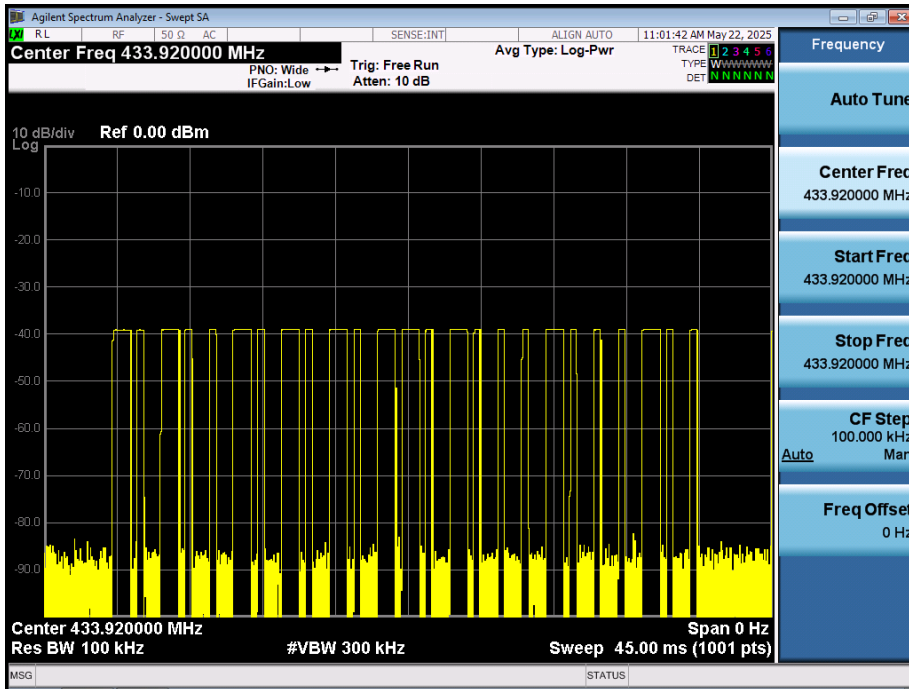 Agilent Spectrum Analyzer - Swept SA
LXI RL RF 50 Ω AC SENSE:INT ALIGN AUTO 11:01:42 AM May 22, 2025
Center Freq 433.920000 MHz
PNO: Wide
IFGain:Low
Trig: Free Run
Atten: 10 dB
Avg Type: Log-Pwr
TRACE 1 2 3 4 5 6
TYPE WWWWWWW
DET N N N N N N
10 dB/div Ref 0.00 dBm
Log
-10.0
-20.0
-30.0
-40.0
-50.0
-60.0
-70.0
-80.0
-90.0
Center 433.920000 MHz Span 0 Hz
Res BW 100 kHz #VBW 300 kHz Sweep 45.00 ms (1001 pts)
MSG STATUS
Frequency
Auto Tune
Center Freq
433.920000 MHz
Start Freq
433.920000 MHz
Stop Freq
433.920000 MHz
CF Step
100.000 kHz
Auto Man
Freq Offset
0 Hz